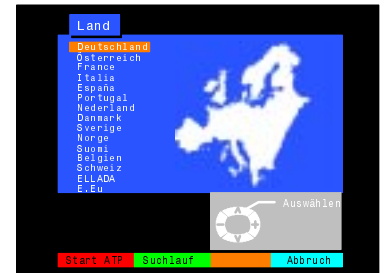 Land
Deutschland
Österreich
France
Italia
España
Portugal
Nederland
Danmark
Sverige
Norge
Suomi
Belgien
Schweiz
ELLADA
E.Eu
Auswählen
Start ATP Suchlauf Abbruch